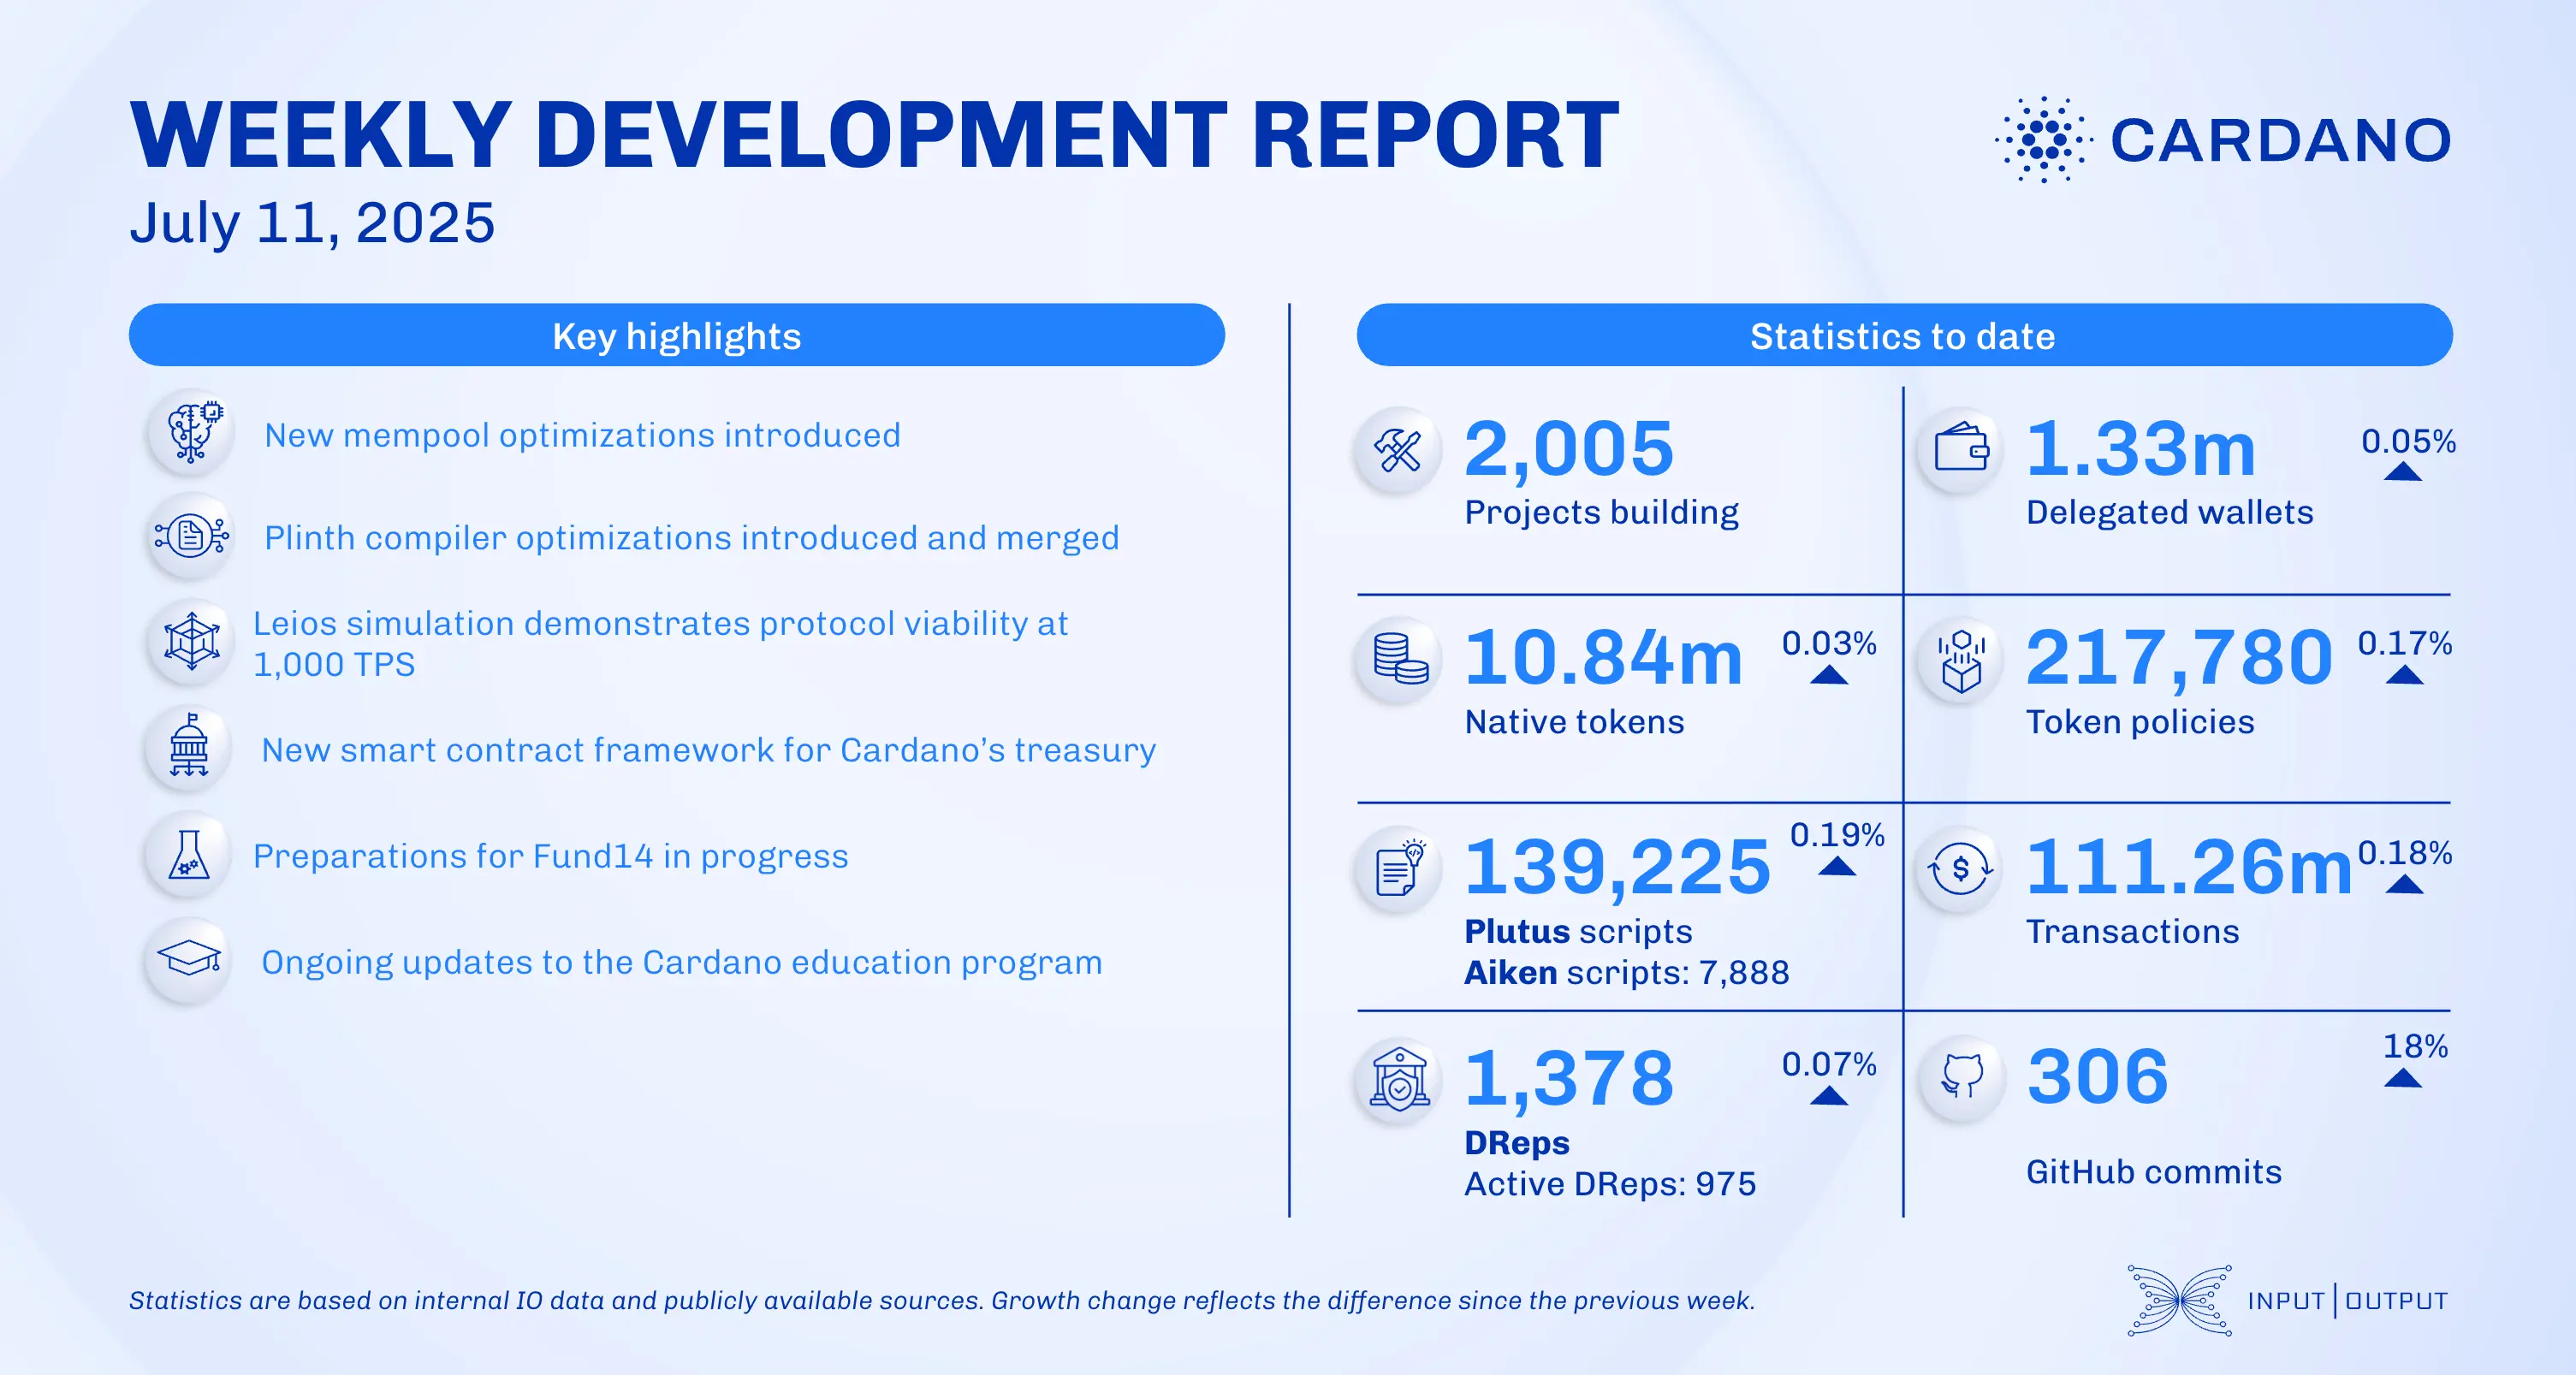 WEEKLY DEVELOPMENT REPORT
July 11, 2025
CARDANO
Key highlights
New mempool optimizations introduced
Plinth compiler optimizations introduced and merged
Leios simulation demonstrates protocol viability at
1,000 TPS
New smart contract framework for Cardano’s treasury
Preparations for Fund14 in progress
Ongoing updates to the Cardano education program
Statistics to date
2,005
Projects building
1.33m
0.05%
Delegated wallets
10.84m
0.03%
Native tokens
217,780
0.17%
Token policies
139,225
0.19%
Plutus scripts
Aiken scripts: 7,888
$
111.26m
0.18%
Transactions
1,378
0.07%
DReps
Active DReps: 975
306
18%
GitHub commits
Statistics are based on internal IO data and publicly available sources. Growth change reflects the difference since the previous week.
INPUT|OUTPUT